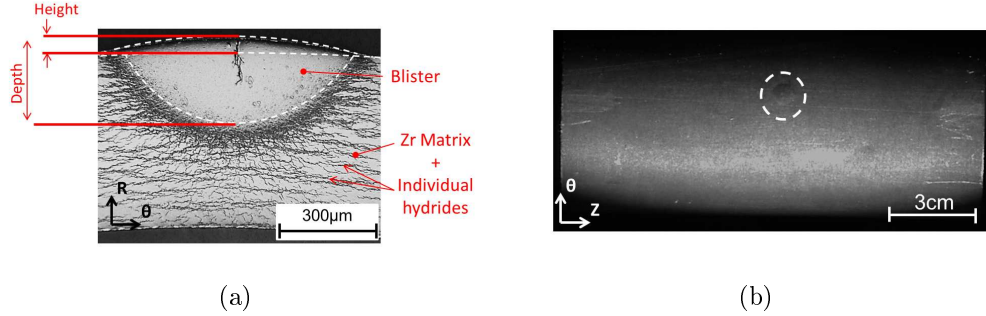 Height
Depth
Blister
Zr Matrix
+
Individual
hydrides
R
θ
300μm
θ
Z
3cm
(a)
(b)